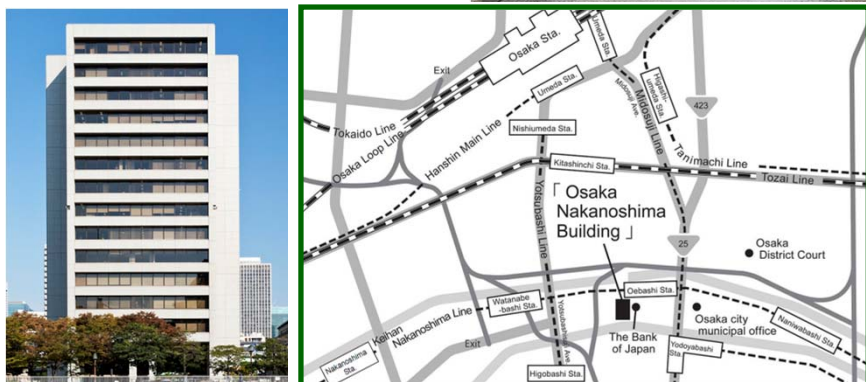 Osaka Sta.
Umeda Sta.
Midosuji Ave.
Midosuji Line
Higashi-
umeda Sta.
423
Exit
Umeda Sta.
Tokaido Line
Osaka Loop Line
Hanshin Main Line
Nishiumeda Sta.
Kitashinchi Sta.
Tanimachi Line
Tozai Line
Yotsubashi Line
「 Osaka
Nakanoshima
Building 」
25
Osaka
District Court
Oebashi Sta.
Watanabe
-bashi Sta.
Keihan
Nakanoshima Line
Nakanoshima
Sta.
Exit
Yotsubashisuji Ave.
Higobashi Sta.
The Bank
of Japan
Osaka city
municipal office
Naniwabashi Sta.
Yodoyabashi
Sta.